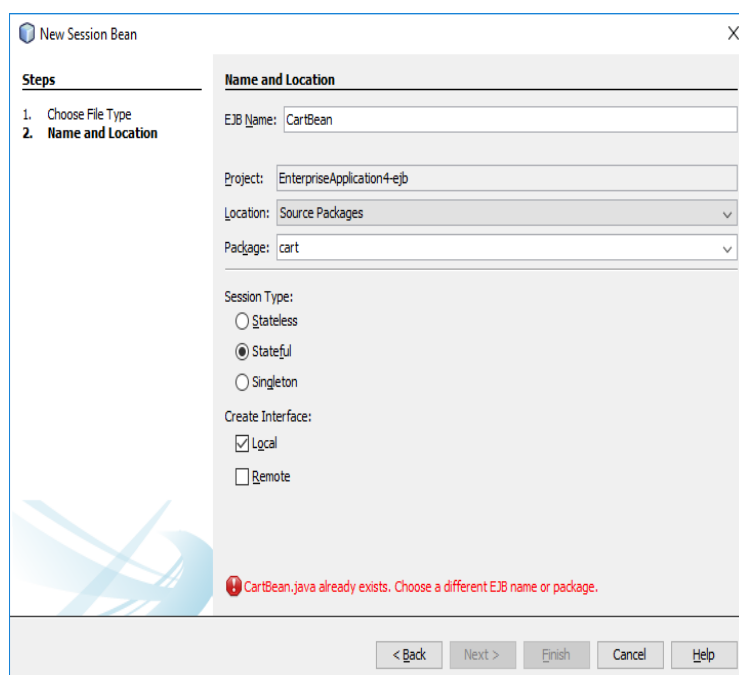 New Session Bean
X
Steps
1. Choose File Type
2. Name and Location
Name and Location
EJB Name: CartBean
Project: EnterpriseApplication4-ejb
Location: Source Packages
Package: cart
Session Type:
Stateless
Stateful
Singleton
Create Interface:
Local
Remote
CartBean.java already exists. Choose a different EJB name or package.
< Back Next > Finish Cancel Help